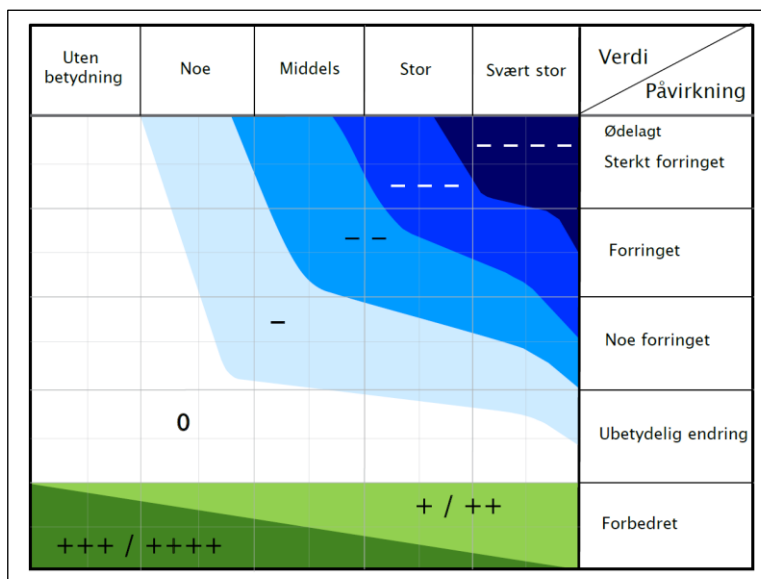 Uten
betydning
Noe
Middels
Stor
Svært stor
Verdi
Påvirkning
Ødelagt
Sterkt forringet
– – – –
– – –
Forringet
– –
Noe forringet
–
0
Ubetydelig endring
+ / ++
Forbedret
+++ / ++++